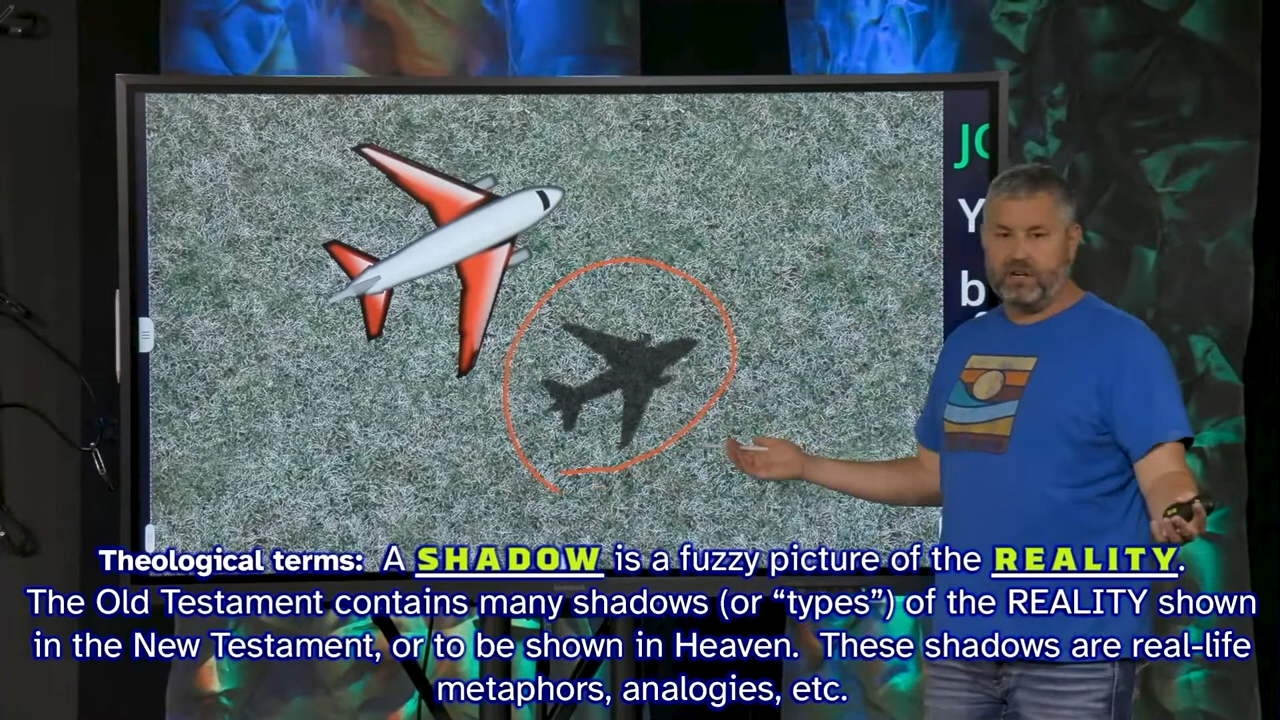 JO
Y
b
Theological terms: A SHADOW is a fuzzy picture of the REALITY.
The Old Testament contains many shadows (or “types”) of the REALITY shown
in the New Testament, or to be shown in Heaven. These shadows are real-life
metaphors, analogies, etc.